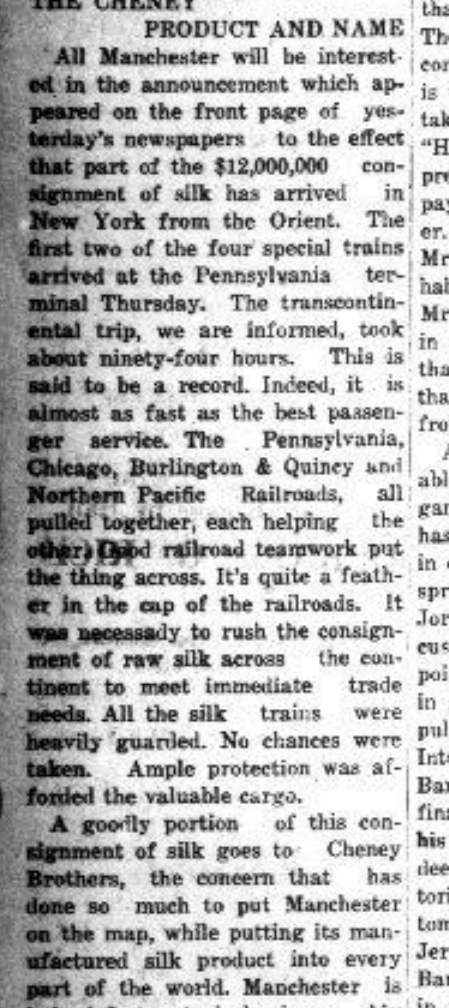 THE CHENEY
PRODUCT AND NAME
All Manchester will be interest-
ed in the announcement which ap-
peared on the front page of yes-
terday's newspapers to the effect
that part of the $12,000,000 con-
signment of silk has arrived in
New York from the Orient. The
first two of the four special trains
arrived at the Pennsylvania ter-
minal Thursday. The transcontin-
ental trip, we are informed, took
about ninety-four hours. This is
said to be a record. Indeed, it is
almost as fast as the best passen-
ger service. The Pennsylvania,
Chicago, Burlington & Quincy and
Northern Pacific Railroads, all
pulled together, each helping the
other. Good railroad teamwork put
the thing across. It's quite a feath-
er in the cap of the railroads. It
was necessady to rush the consign-
ment of raw silk across the con-
tinent to meet immediate trade
needs. All the silk trains were
heavily guarded. No chances were
taken. Ample protection was af-
forded the valuable cargo.
A goodly portion of this con-
signment of silk goes to Cheney
Brothers, the concern that has
done so much to put Manchester
on the map, while putting its man-
ufactured silk product into every
part of the world. Manchester is